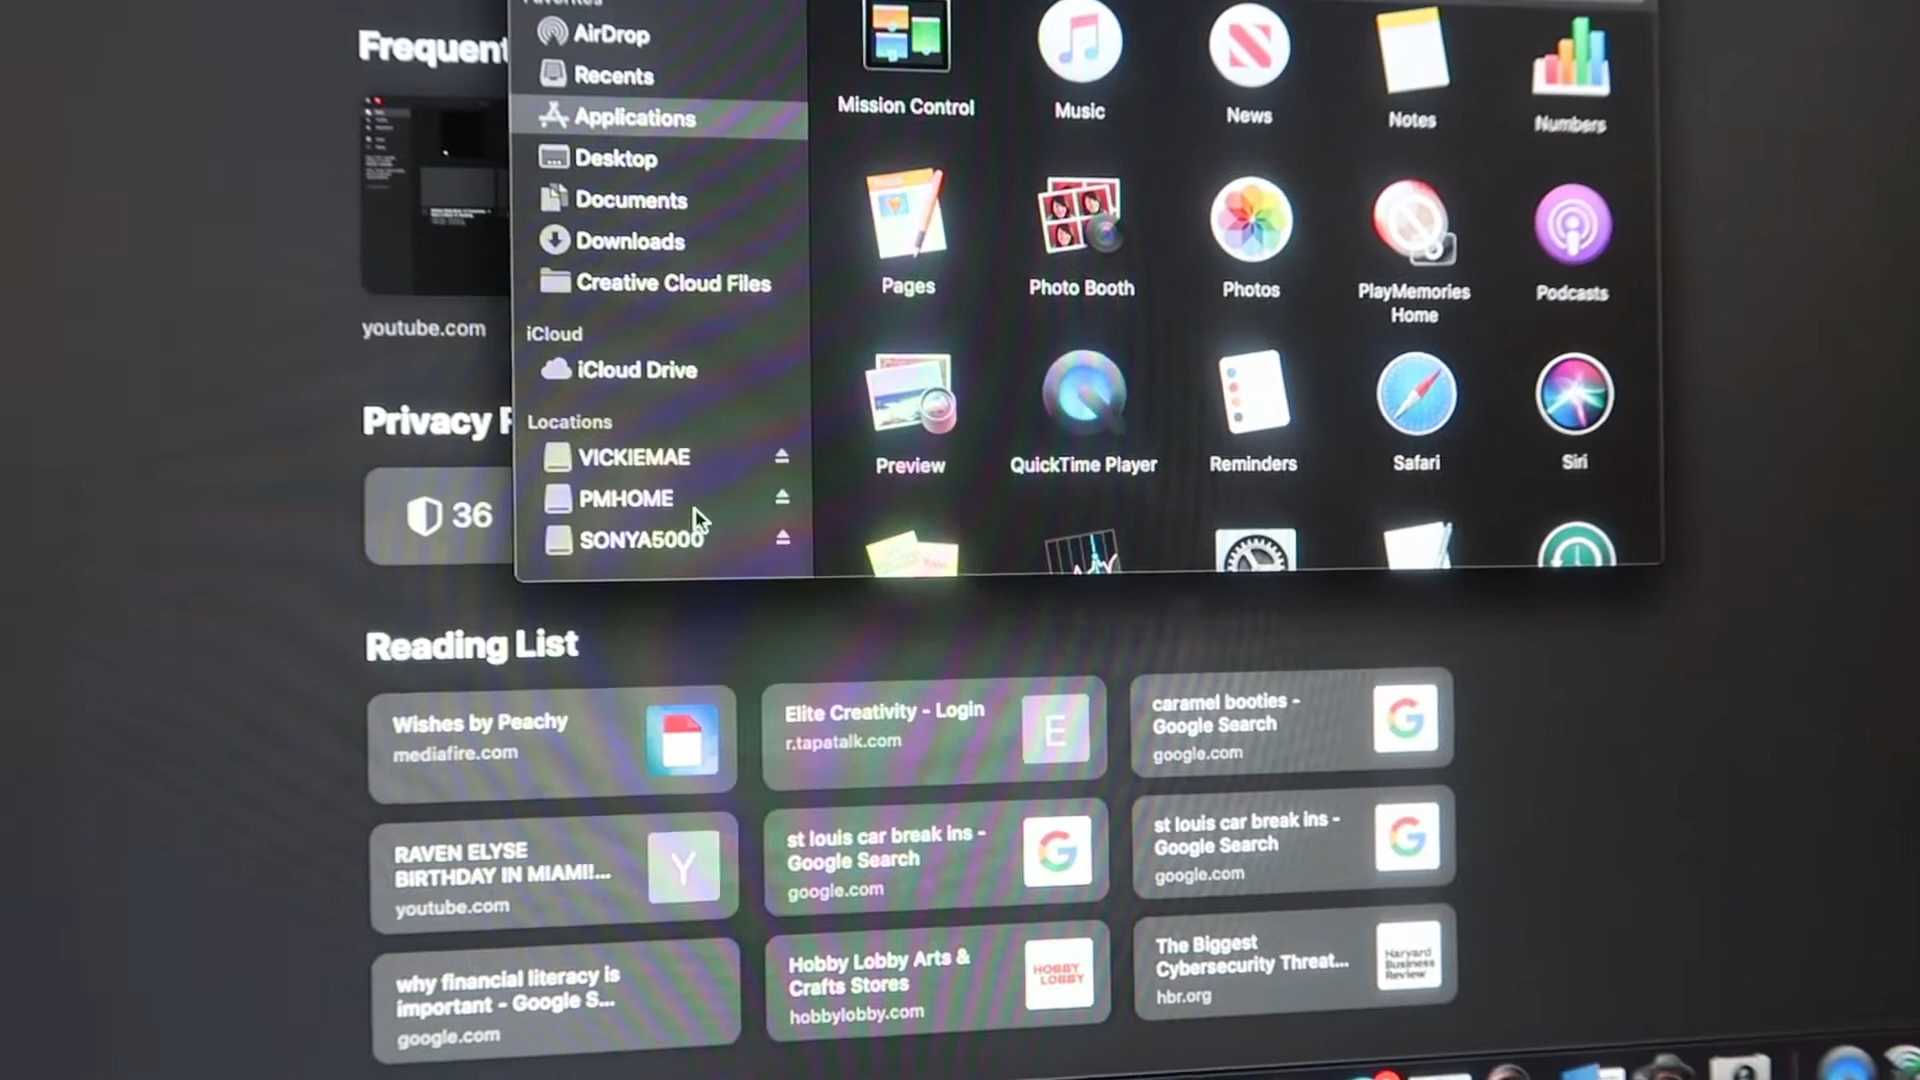 Frequent
youtube.com
Privacy
36
AirDrop
Recents
Applications
Desktop
Documents
Downloads
Creative Cloud Files
iCloud
iCloud Drive
Locations
VICKIEMAE
PMHOME
SONYA5000
Mission Control
Music
News
Notes
Numbers
Pages
Photo Booth
Photos
PlayMemories
Home
Podcasts
Preview
QuickTime Player
Reminders
Safari
Siri
Reading List
Wishes by Peachy
mediafire.com
Elite Creativity - Login
r.tapatalk.com
E
caramel booties -
Google Search
google.com
G
RAVEN ELYSE
BIRTHDAY IN MIAMI!...
youtube.com
Y
st louis car break ins -
Google Search
google.com
G
st louis car break ins -
Google Search
google.com
G
why financial literacy is
important - Google S...
google.com
Hobby Lobby Arts &
Crafts Stores
hobbylobby.com
HOBBY
LOBBY
The Biggest
Cybersecurity Threat...
hbr.org
Harvard
Business
Review